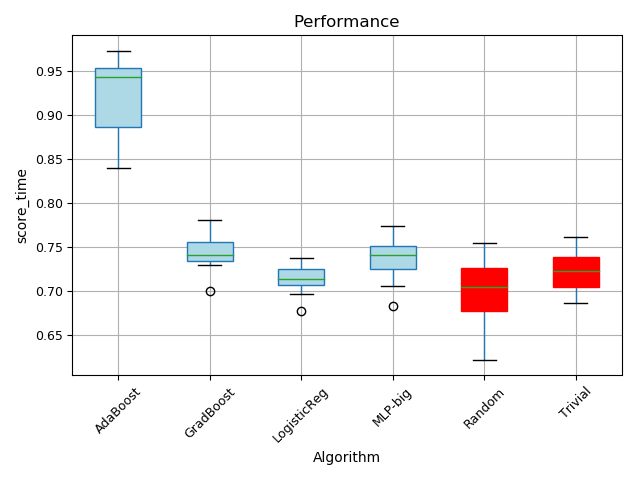 Performance
score_time
0.95
0.90
0.85
0.80
0.75
0.70
0.65
AdaBoost
GradBoost
LogisticReg
MLP-big
Random
Trivial
Algorithm